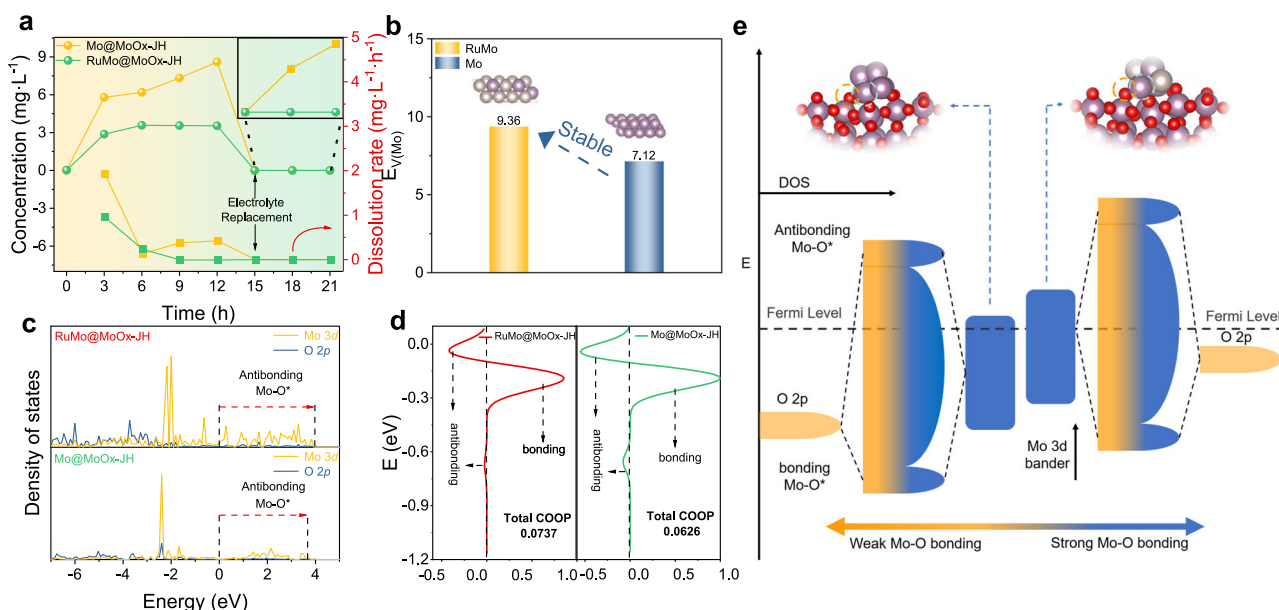 a
Mo@MoOx-JH
RuMo@MoOx-JH
Concentration (mg·L⁻¹)
9
6
3
0
-3
-6
0
3
6
9
12
15
18
21
Time (h)
Electrolyte
Replacement
5
4
3
2
1
0
Dissolution rate (mg·L⁻¹·h⁻¹)
b
RuMo
Mo
E_V(Mo)
15
10
5
0
9.36
7.12
Stable
c
RuMo@MoOx-JH
Mo 3d
O 2p
Antibonding
Mo-O*
Mo@MoOx-JH
Mo 3d
O 2p
Antibonding
Mo-O*
Density of states
-6
-4
-2
0
2
4
Energy (eV)
d
RuMo@MoOx-JH
Mo@MoOx-JH
E (eV)
0.0
-0.3
-0.6
-0.9
-1.2
antibonding
bonding
Total COOP
0.0737
antibonding
bonding
Total COOP
0.0626
-0.5
0.0
0.5
1.0
-0.5
0.0
0.5
1.0
e
DOS
E
Antibonding
Mo-O*
Fermi Level
O 2p
bonding
Mo-O*
Mo 3d
bander
Fermi Level
O 2p
Weak Mo-O bonding
Strong Mo-O bonding